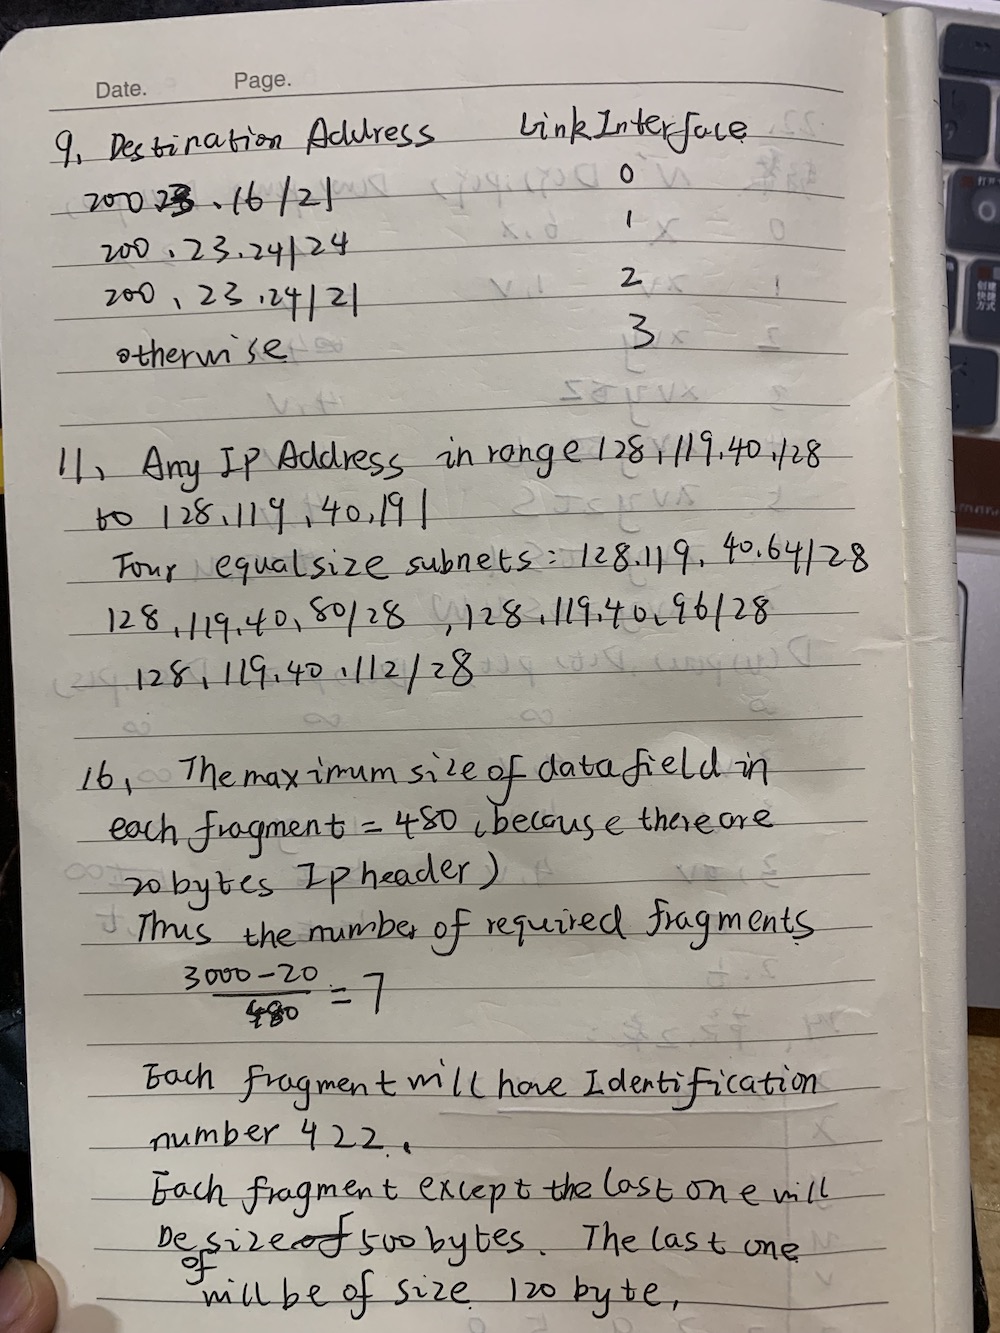 Date. Page.
9. Destination Address Link Interface
200 23 .16/21 0
200.23.24/24 1
200.23.24/21 2
otherwise 3
11. Any Ip Address in range 128.119.40.128
to 128.119.40.191
Four equal size subnets: 128.119.40.64/28
128.119.40.80/28, 128.119.40.96/28
128.119.40.112/28
16. The maximum size of data field in
each fragment = 480 (because there are
20 bytes Ip header)
Thus the number of required fragments
3000-20
/480 = 7
Each fragment will have Identification
number 422.
Each fragment except the last one will
be size of 500 bytes. The last one
of
will be of size 120 byte,